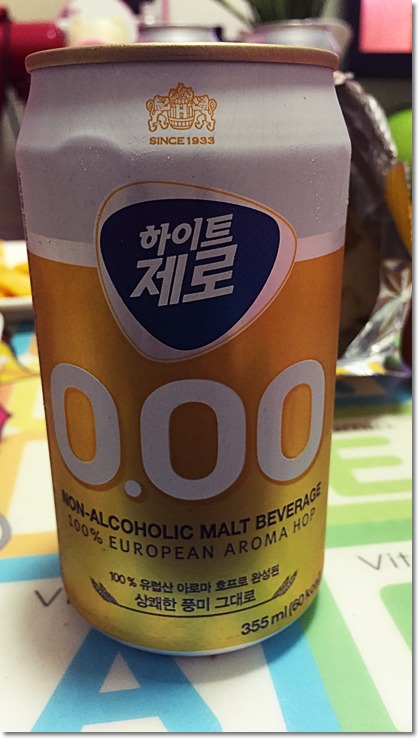 SINCE 1933
하이트
제로
0.00
NON-ALCOHOLIC MALT BEVERAGE
100% EUROPEAN AROMA HOP
100% 유럽산 아로마 호프로 완성된
상쾌한 풍미 그대로
355 ml (60 kcal)